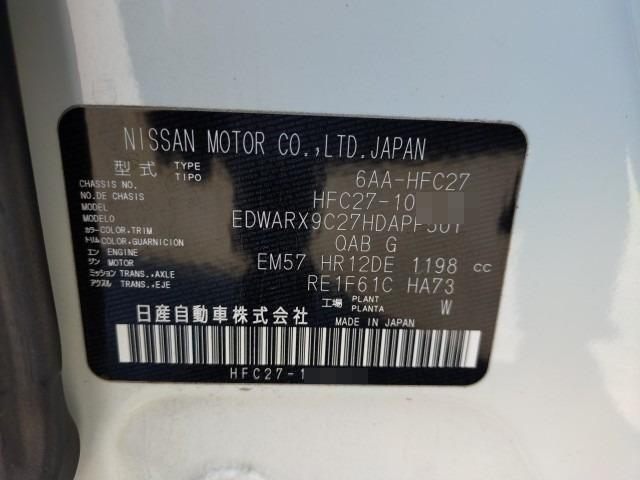 NISSAN MOTOR CO.,LTD.JAPAN
型式 TYPE TIPO 6AA-HFC27
CHASSIS NO. NO.DE CHASIS HFC27-10
MODEL MODELO
カラー COLOR,TRIM
トリム COLOR,GUARNICION QAB G
エン ENGINE
ジン MOTOR EM57 HR12DE 1198 cc
ミッション TRANS.,AXLE
アクスル TRANS.,EJE RE1F61C HA73
工場 PLANT PLANTA W
日産自動車株式会社 MADE IN JAPAN
HFC27-1